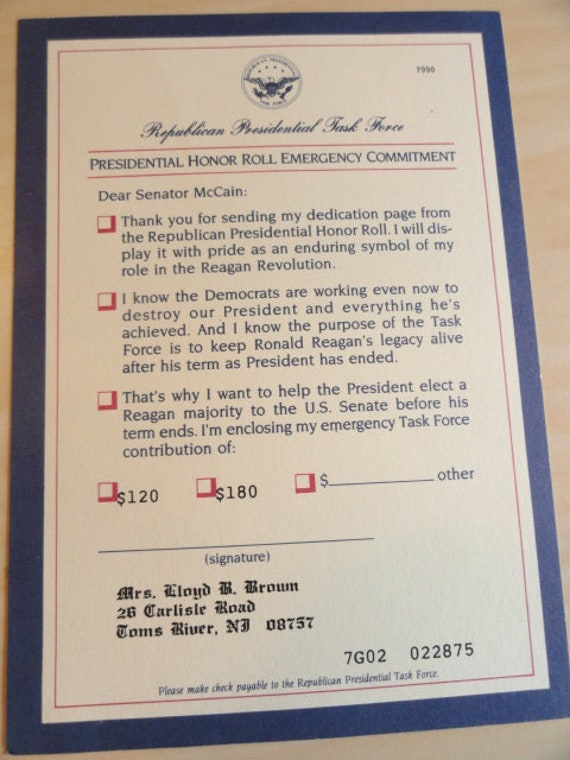 REPUBLICAN PRESIDENTIAL
TASK FORCE
7990
Republican Presidential Task Force
PRESIDENTIAL HONOR ROLL EMERGENCY COMMITMENT
Dear Senator McCain:
Thank you for sending my dedication page from
the Republican Presidential Honor Roll. I will dis-
play it with pride as an enduring symbol of my
role in the Reagan Revolution.
I know the Democrats are working even now to
destroy our President and everything he's
achieved. And I know the purpose of the Task
Force is to keep Ronald Reagan's legacy alive
after his term as President has ended.
That's why I want to help the President elect a
Reagan majority to the U.S. Senate before his
term ends. I'm enclosing my emergency Task Force
contribution of:
$120 $180 $ other
(signature)
Mrs. Lloyd B. Brown
26 Carlisle Road
Toms River, NJ 08757
7G02 022875
Please make check payable to the Republican Presidential Task Force.